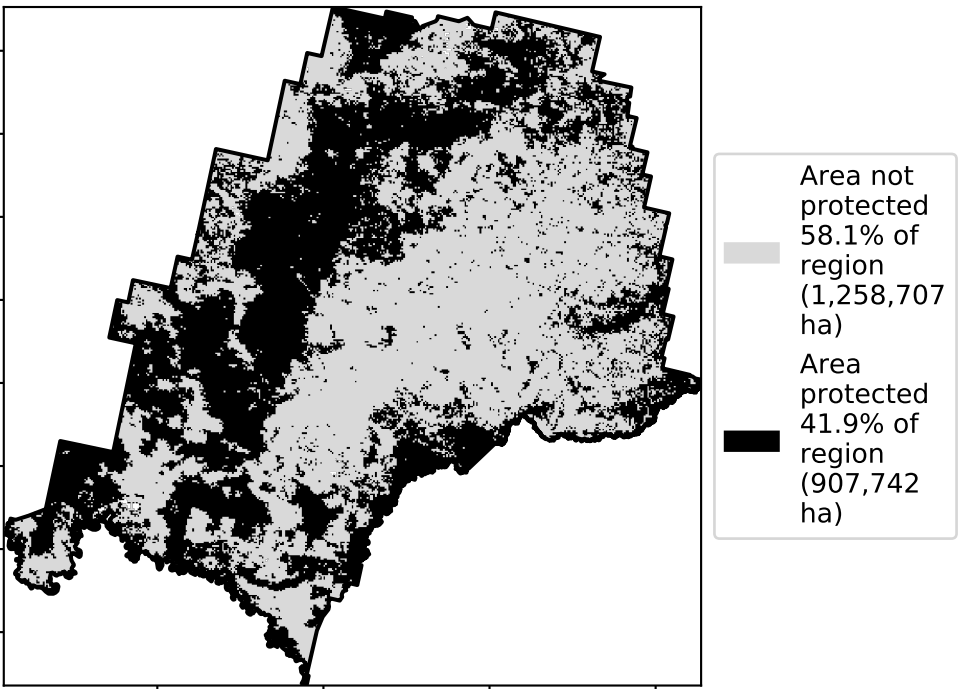 Area not
protected
58.1% of
region
(1,258,707
ha)
Area
protected
41.9% of
region
(907,742
ha)